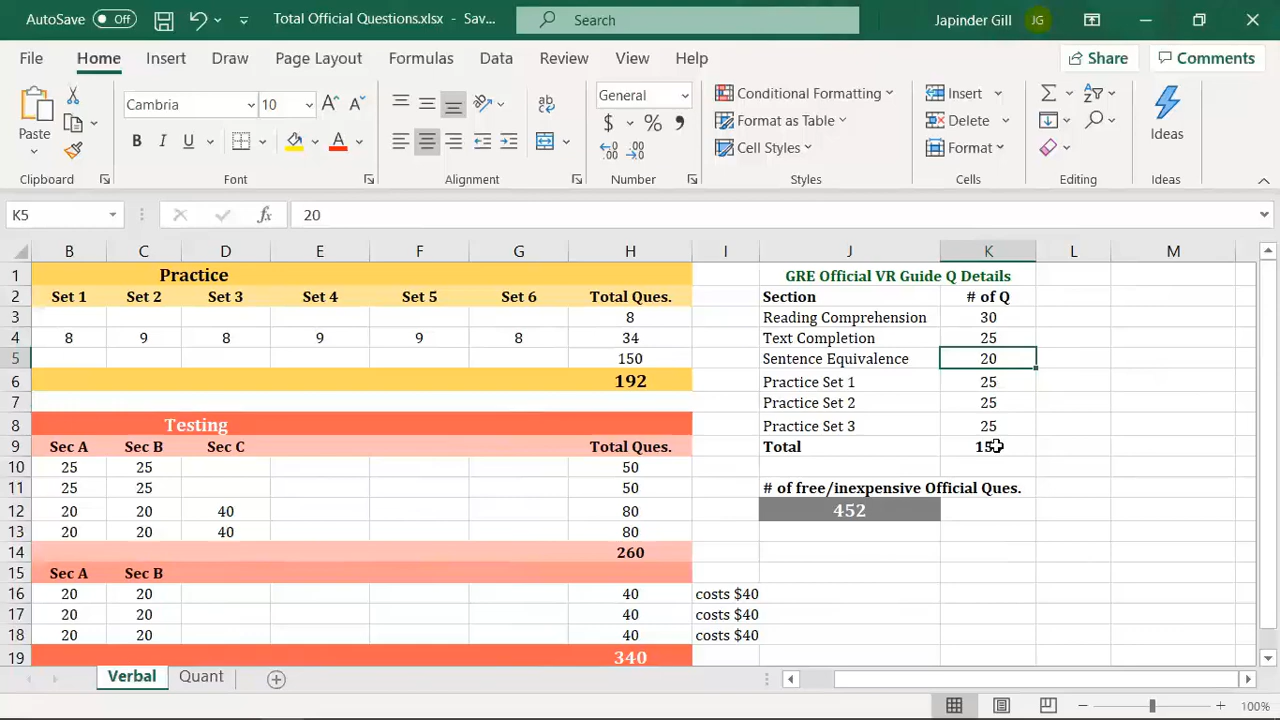 AutoSave Off Total Official Questions.xlsx - Sav... Search Japinder Gill JG
File Home Insert Draw Page Layout Formulas Data Review View Help Share Comments
Paste Cambria 10 General Conditional Formatting Insert Ideas
$ % Format as Table Delete
B I U A Cell Styles Format
Clipboard Font Alignment Number Styles Cells Editing Ideas
K5 fx 20
B C D E F G H I J K L M
1 Practice GRE Official VR Guide Q Details
2 Set 1 Set 2 Set 3 Set 4 Set 5 Set 6 Total Ques. Section # of Q
3 8 Reading Comprehension 30
4 8 9 8 9 9 8 34 Text Completion 25
5 150 Sentence Equivalence 20
6 192 Practice Set 1 25
7 Practice Set 2 25
8 Testing Practice Set 3 25
9 Sec A Sec B Sec C Total Ques. Total
10 25 25 50
11 25 25 50 # of free/inexpensive Official Ques.
12 20 20 40 80 452
13 20 20 40 80
14 260
15 Sec A Sec B
16 20 20 40 costs $40
17 20 20 40 costs $40
18 20 20 40 costs $40
19 340
Verbal Quant
100%